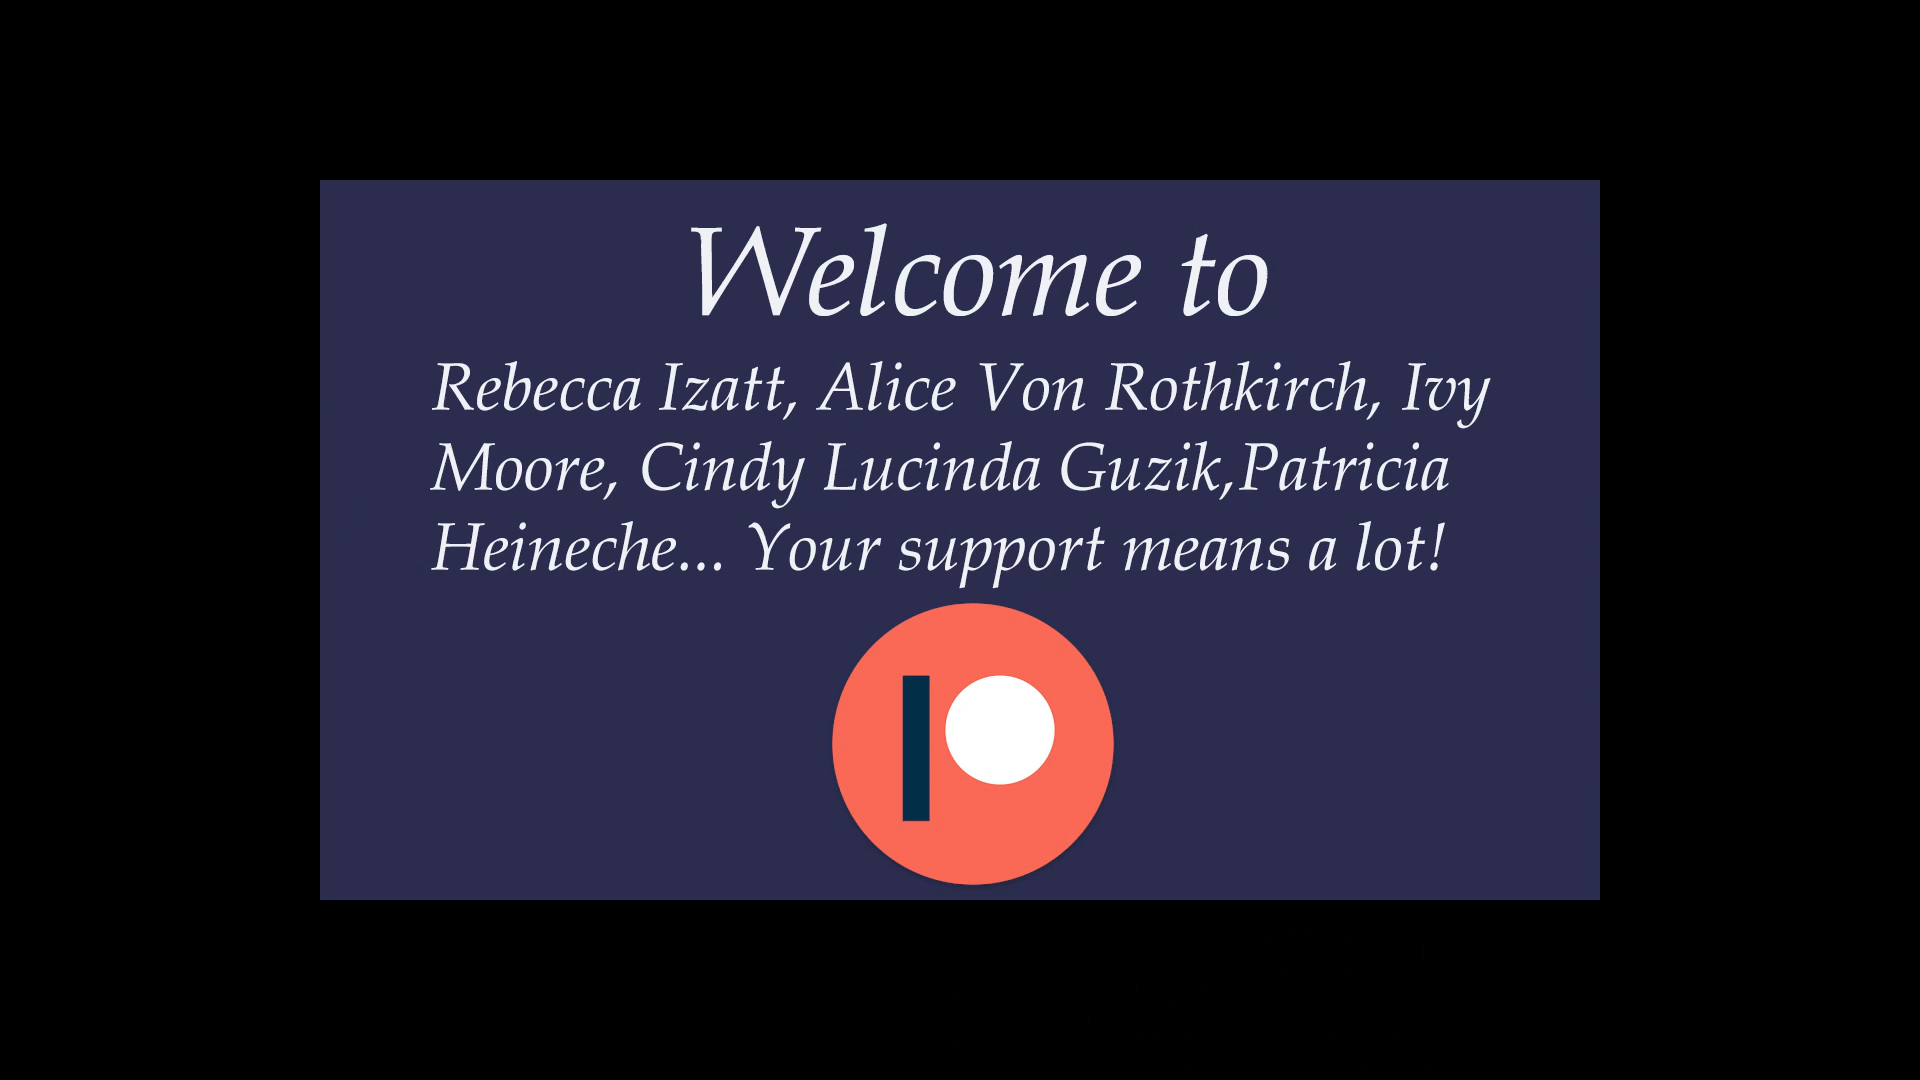 Welcome to
Rebecca Izatt, Alice Von Rothkirch, Ivy
Moore, Cindy Lucinda Guzik,Patricia
Heineche... Your support means a lot!